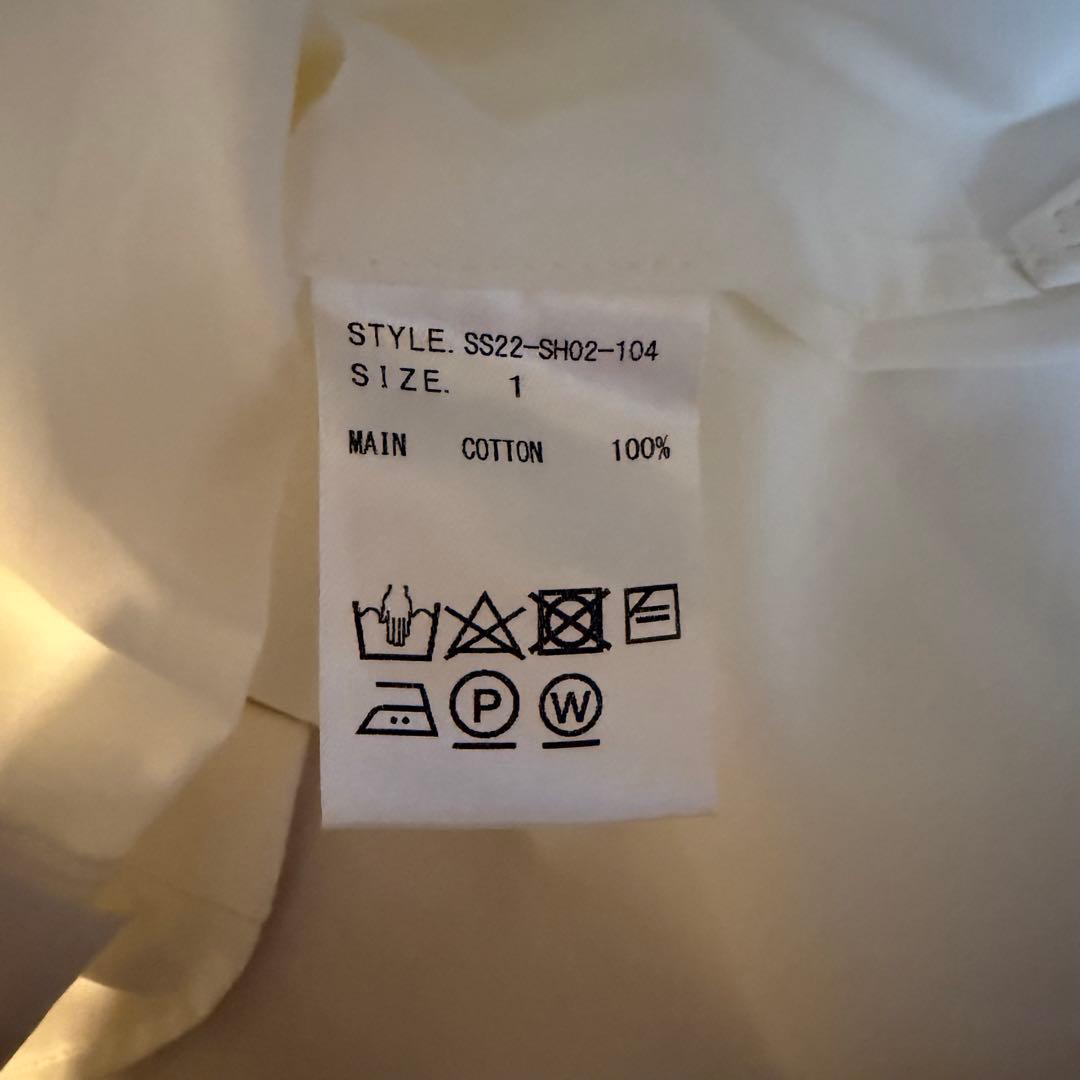 STYLE. SS22-SH02-104
SIZE. 1
MAIN COTTON 100%
P W